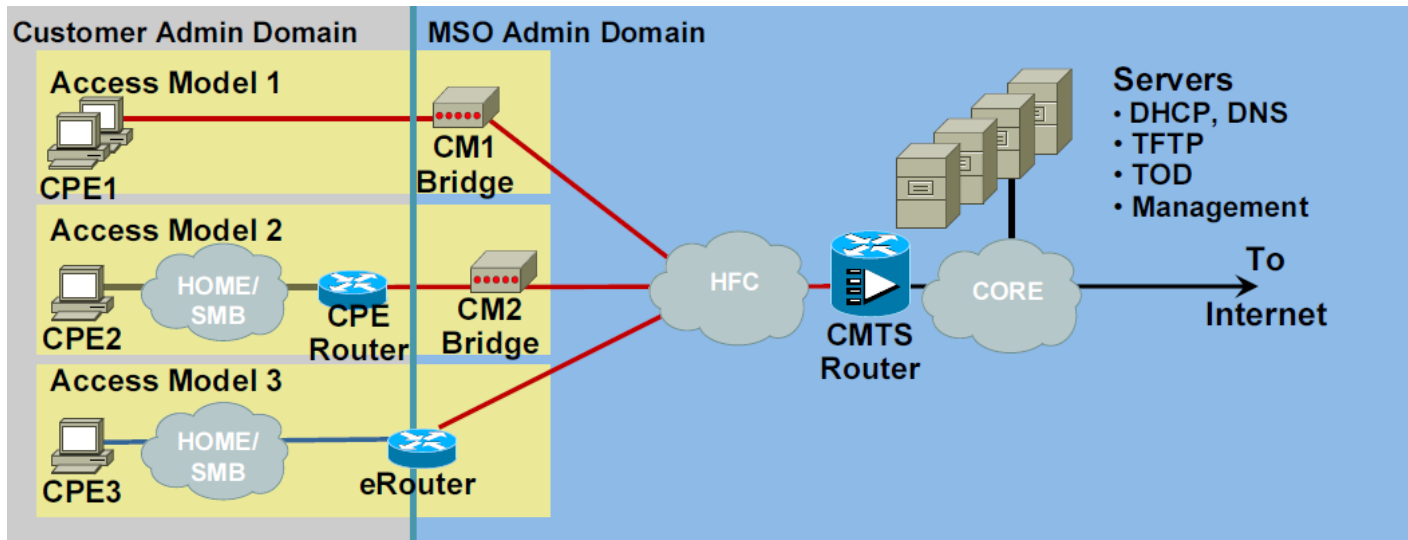 Customer Admin Domain
MSO Admin Domain
Access Model 1
CPE1
CM1
Bridge
Access Model 2
HOME/
SMB
CPE2
CPE
Router
CM2
Bridge
Access Model 3
HOME/
SMB
CPE3
eRouter
HFC
CMTS
Router
CORE
Servers
• DHCP, DNS
• TFTP
• TOD
• Management
To
Internet